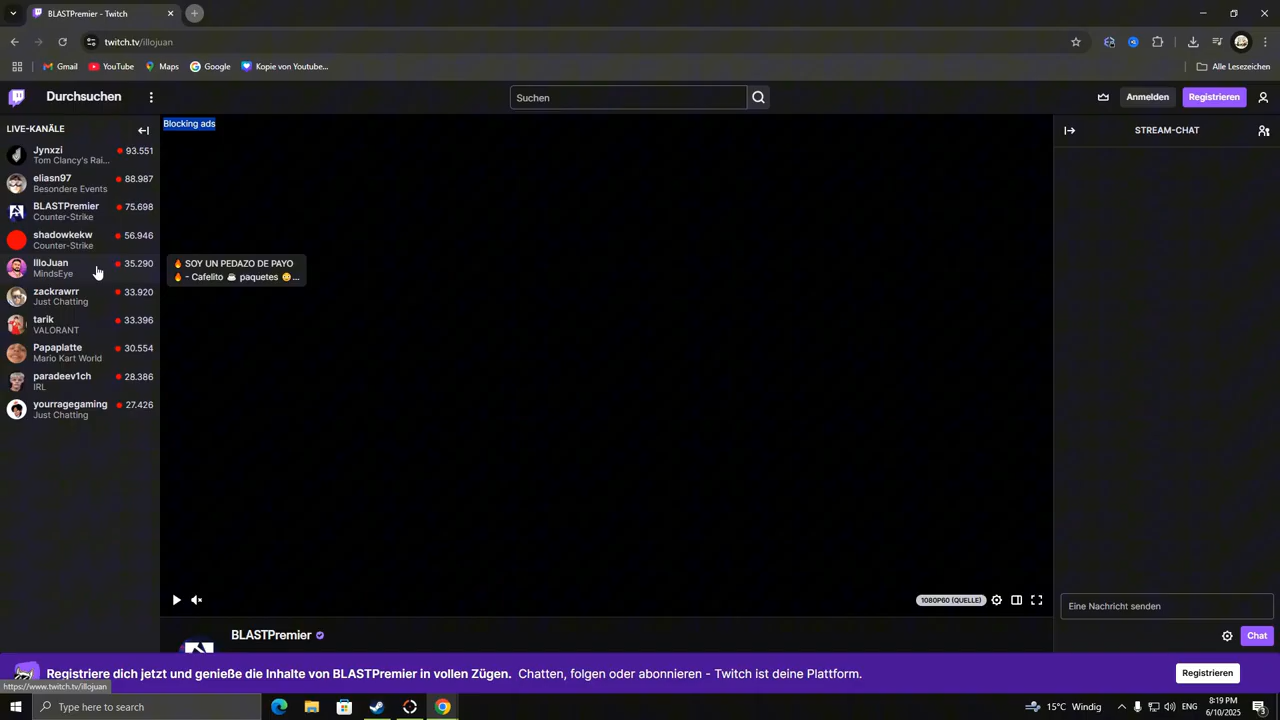 BLASTPremier - Twitch
twitch.tv/illojuan
Gmail
YouTube
Maps
Google
Kopie von Youtube...
Alle Lesezeichen
Durchsuchen
Suchen
Anmelden
Registrieren
LIVE-KANÄLE
Jynxzi
93.551
Tom Clancy's Rai...
eliasn97
88.987
Besondere Events
BLASTPremier
75.698
Counter-Strike
shadowkekw
56.946
Counter-Strike
IlloJuan
35.290
MindsEye
zackrawrr
33.920
Just Chatting
tarik
33.396
VALORANT
Papaplatte
30.554
Mario Kart World
paradeev1ch
28.386
IRL
yourragegaming
27.426
Just Chatting
Blocking ads
🔥 SOY UN PEDAZO DE PAYO
🔥 - Cafelito ☕ paquetes 😳...
1080P60 (QUELLE)
BLASTPremier
STREAM-CHAT
Eine Nachricht senden
Chat
Registriere dich jetzt und genieße die Inhalte von BLASTPremier in vollen Zügen. Chatten, folgen oder abonnieren - Twitch ist deine Plattform.
Registrieren
https://www.twitch.tv/illojuan
Type here to search
15°C Windig
ENG
8:19 PM
6/10/2025
3